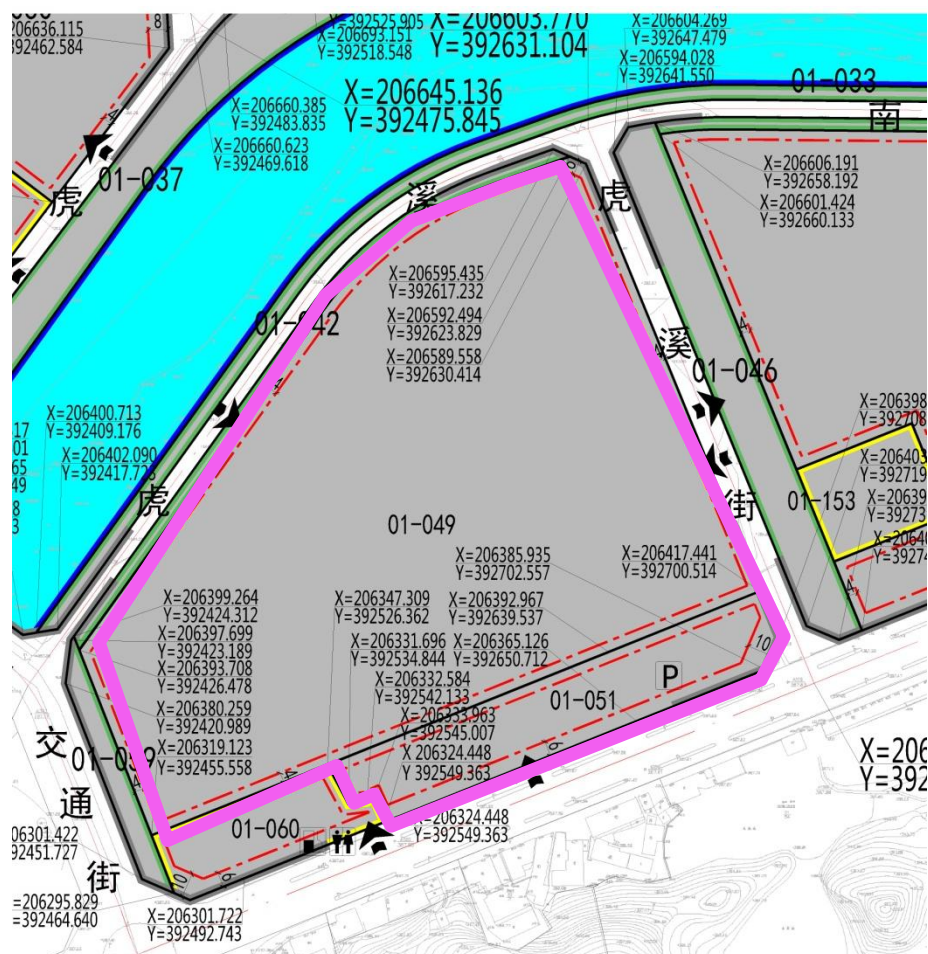 X=206603.770
Y=392631.104
X=206636.115
392462.584
392525.905
X=206693.151
Y=392518.548
X=206604.269
Y=392647.479
X=206594.028
Y=392641.550
01-033
南
X=206645.136
Y=392475.845
X=206660.385
Y=392483.835
X=206660.623
Y=392469.618
01-037
虎
溪
虎
X=206606.191
Y=392658.192
X=206601.424
Y=392660.133
X=206595.435
Y=392617.232
X=206592.494
Y=392623.829
X=206589.558
Y=392630.414
01-042
溪
01-046
X=206400.713
Y=392409.176
X=206402.090
虎
街
01-153
01-049
X=206385.935
Y=392702.557
X=206417.441
Y=392700.514
X=206399.264
Y=392424.312
X=206397.699
Y=392423.189
X=206393.708
Y=392426.478
X=206380.259
Y=392420.989
X=206319.123
Y=392455.558
X=206347.309
Y=392526.362
X=206392.967
Y=392639.537
X=206331.696
Y=392534.844
X=206365.126
Y=392650.712
X=206332.584
Y=392542.133
X=206333.963
Y=392545.007
X=206324.448
Y 392549.363
P
01-051
10
交
通
街
01-060
X=206324.448
Y=392549.363
06301.422
92451.727
=206295.829
=392464.640
X=206301.722
Y=392492.743